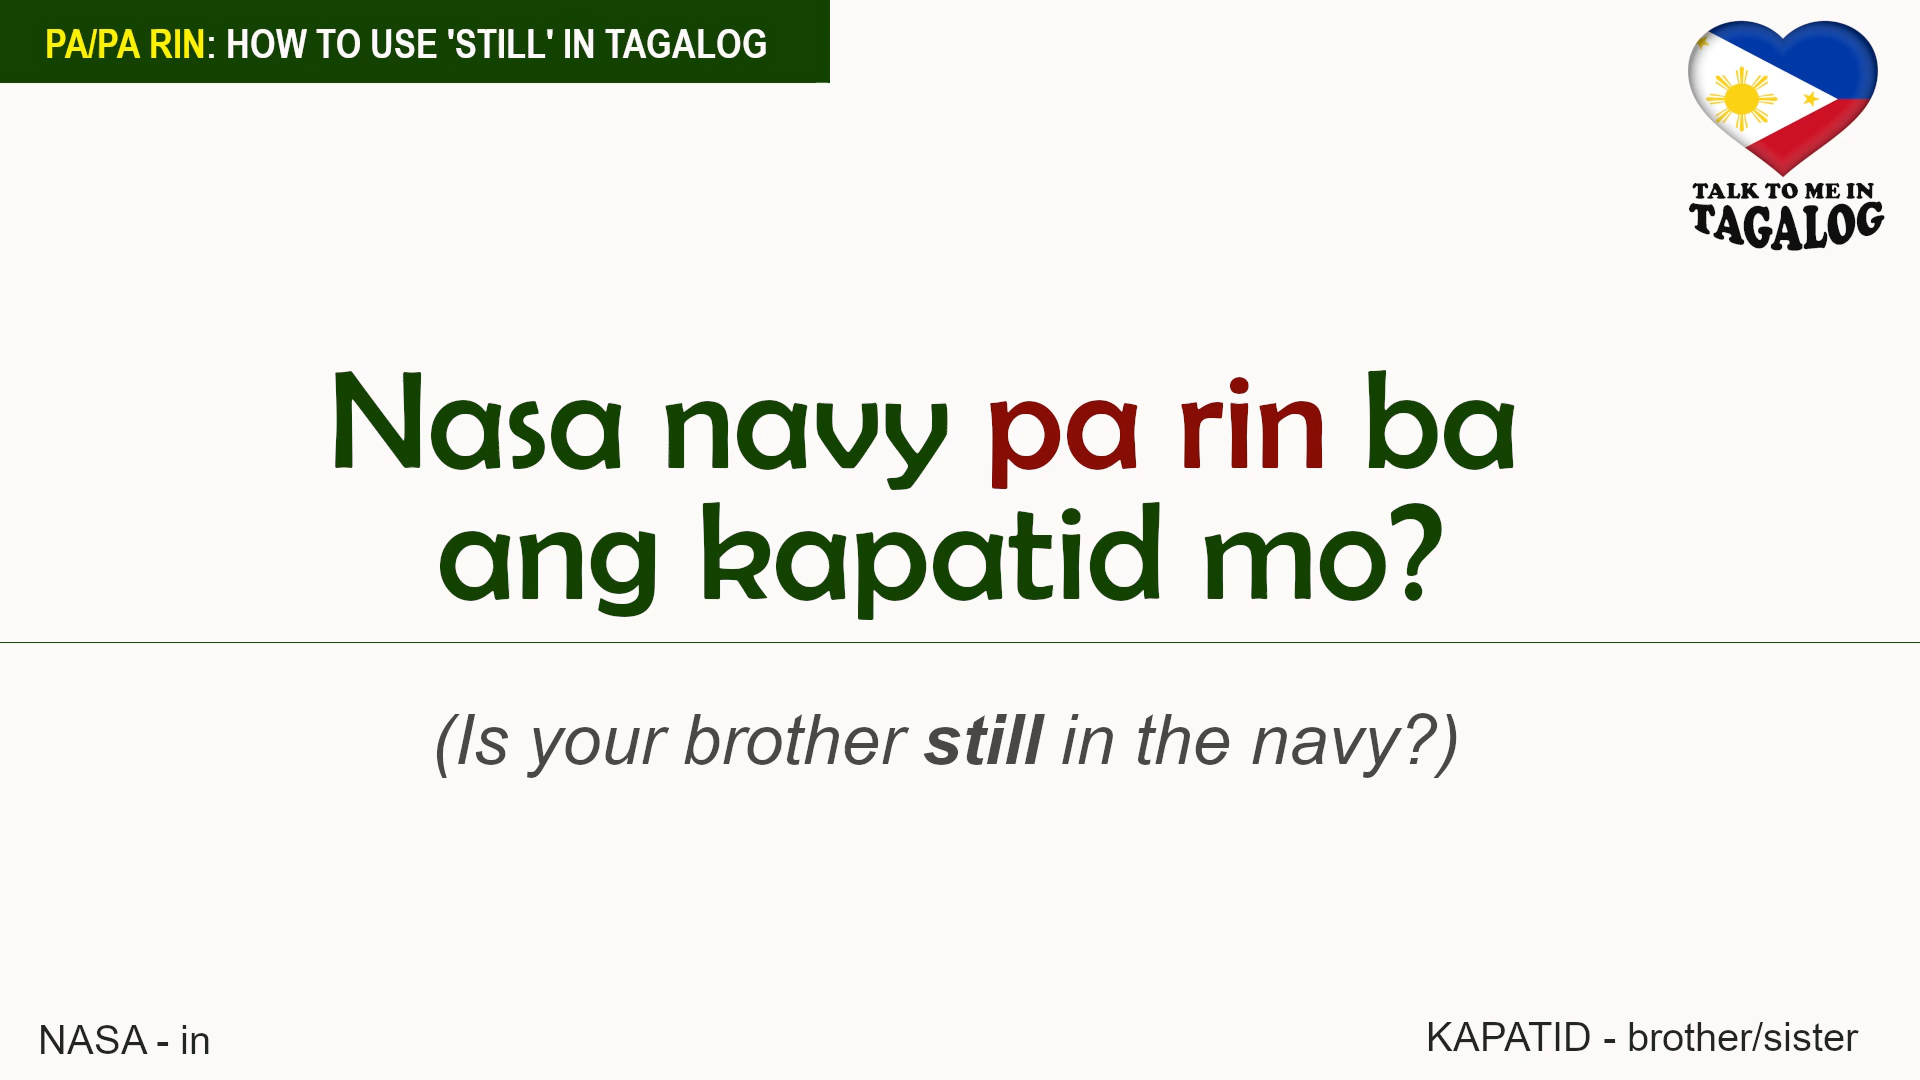 PA/PA RIN: HOW TO USE 'STILL' IN TAGALOG
TALK TO ME IN
TAGALOG
Nasa navy pa rin ba
ang kapatid mo?
(Is your brother still in the navy?)
NASA - in
KAPATID - brother/sister